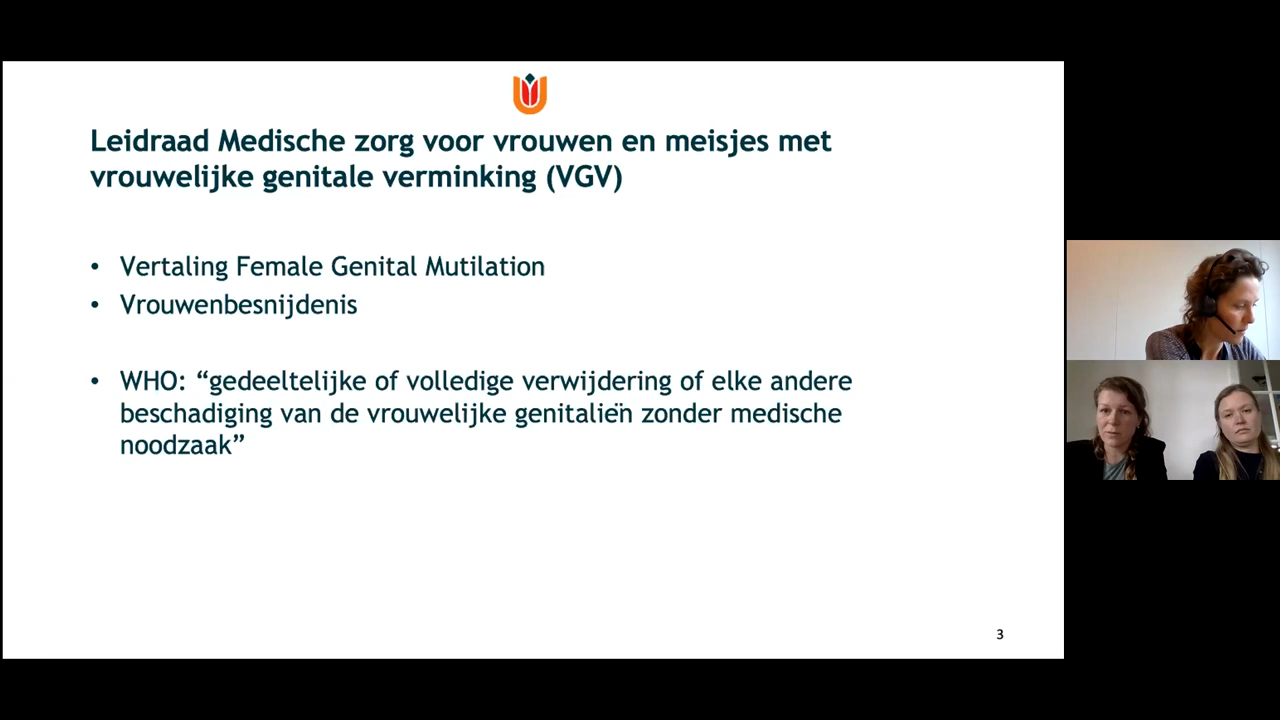 Leidraad Medische zorg voor vrouwen en meisjes met
vrouwelijke genitale verminking (VGV)
• Vertaling Female Genital Mutilation
• Vrouwenbesnijdenis
• WHO: “gedeeltelijke of volledige verwijdering of elke andere
beschadiging van de vrouwelijke genitaliën zonder medische
noodzaak”
3